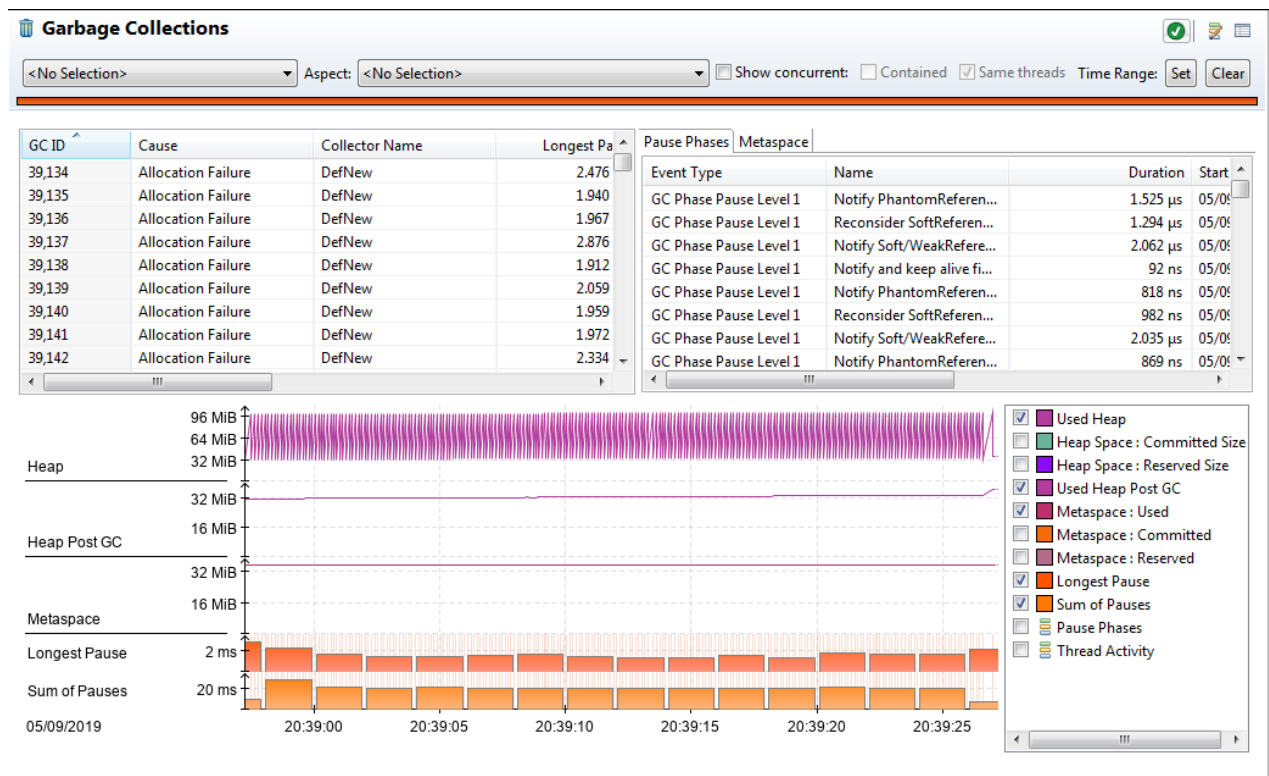 Garbage Collections
<No Selection> Aspect: <No Selection> Show concurrent: Contained Same threads Time Range: Set Clear
GC ID Cause Collector Name Longest Pa
39,134 Allocation Failure DefNew 2.476
39,135 Allocation Failure DefNew 1.940
39,136 Allocation Failure DefNew 1.967
39,137 Allocation Failure DefNew 2.876
39,138 Allocation Failure DefNew 1.912
39,139 Allocation Failure DefNew 2.059
39,140 Allocation Failure DefNew 1.959
39,141 Allocation Failure DefNew 1.972
39,142 Allocation Failure DefNew 2.334
Pause Phases Metaspace
Event Type Name Duration Start
GC Phase Pause Level 1 Notify PhantomReferen... 1.525 µs 05/09
GC Phase Pause Level 1 Reconsider SoftReferen... 1.294 µs 05/09
GC Phase Pause Level 1 Notify Soft/WeakRefere... 2.062 µs 05/09
GC Phase Pause Level 1 Notify and keep alive fi... 92 ns 05/09
GC Phase Pause Level 1 Notify PhantomReferen... 818 ns 05/09
GC Phase Pause Level 1 Reconsider SoftReferen... 982 ns 05/09
GC Phase Pause Level 1 Notify Soft/WeakRefere... 2.035 µs 05/09
GC Phase Pause Level 1 Notify PhantomReferen... 869 ns 05/09
96 MiB
64 MiB
32 MiB
Heap
32 MiB
16 MiB
Heap Post GC
32 MiB
16 MiB
Metaspace
Longest Pause 2 ms
Sum of Pauses 20 ms
05/09/2019 20:39:00 20:39:05 20:39:10 20:39:15 20:39:20 20:39:25
Used Heap
Heap Space : Committed Size
Heap Space : Reserved Size
Used Heap Post GC
Metaspace : Used
Metaspace : Committed
Metaspace : Reserved
Longest Pause
Sum of Pauses
Pause Phases
Thread Activity